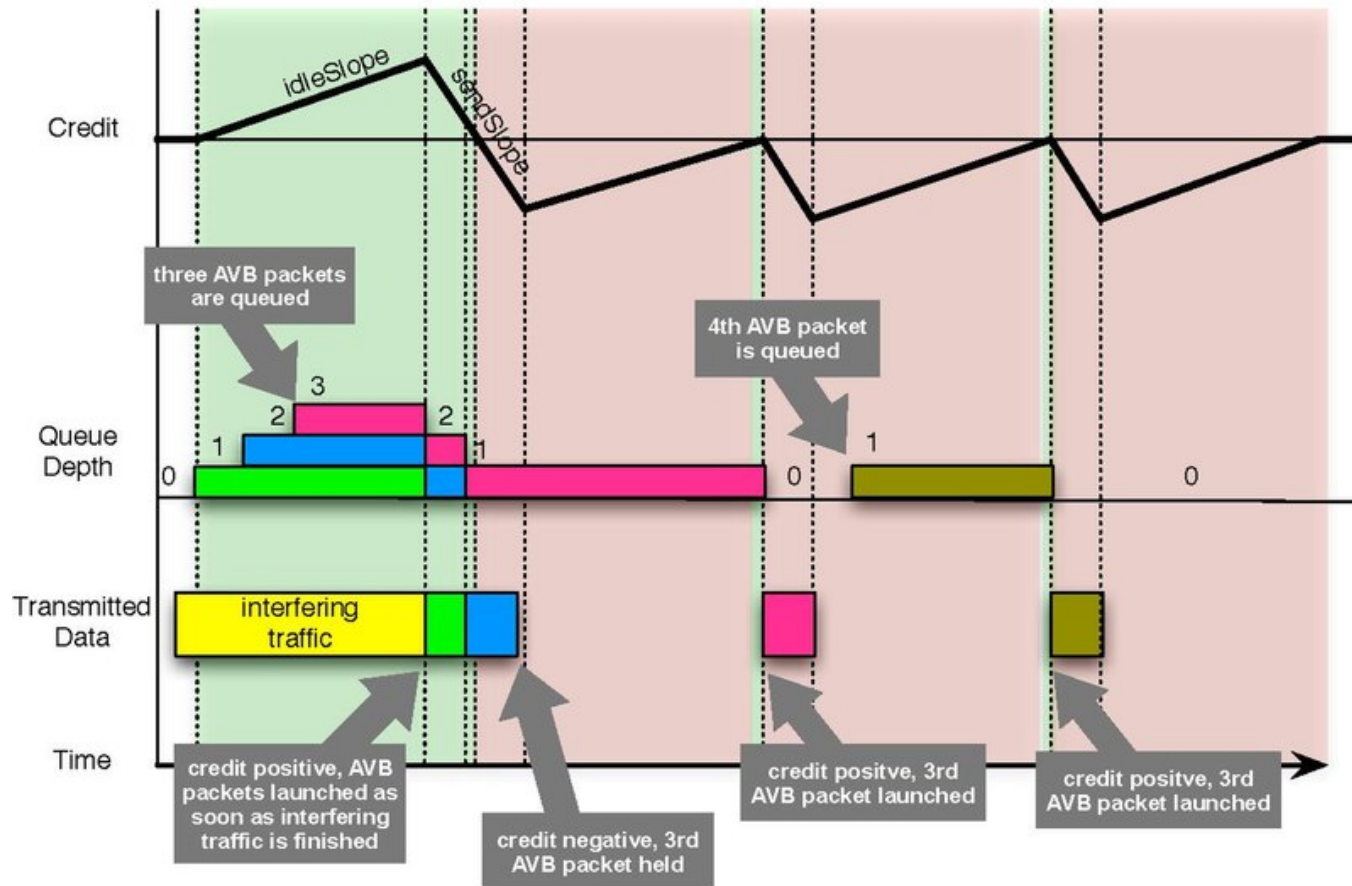 idleSlope
sendSlope
Credit
three AVB packets
are queued
4th AVB packet
is queued
3
2
2
1
1
1
Queue
Depth
0
0
0
Transmitted
Data
interfering
traffic
Time
credit positive, AVB
packets launched as
soon as interfering
traffic is finished
credit negative, 3rd
AVB packet held
credit positve, 3rd
AVB packet launched
credit positve, 3rd
AVB packet launched